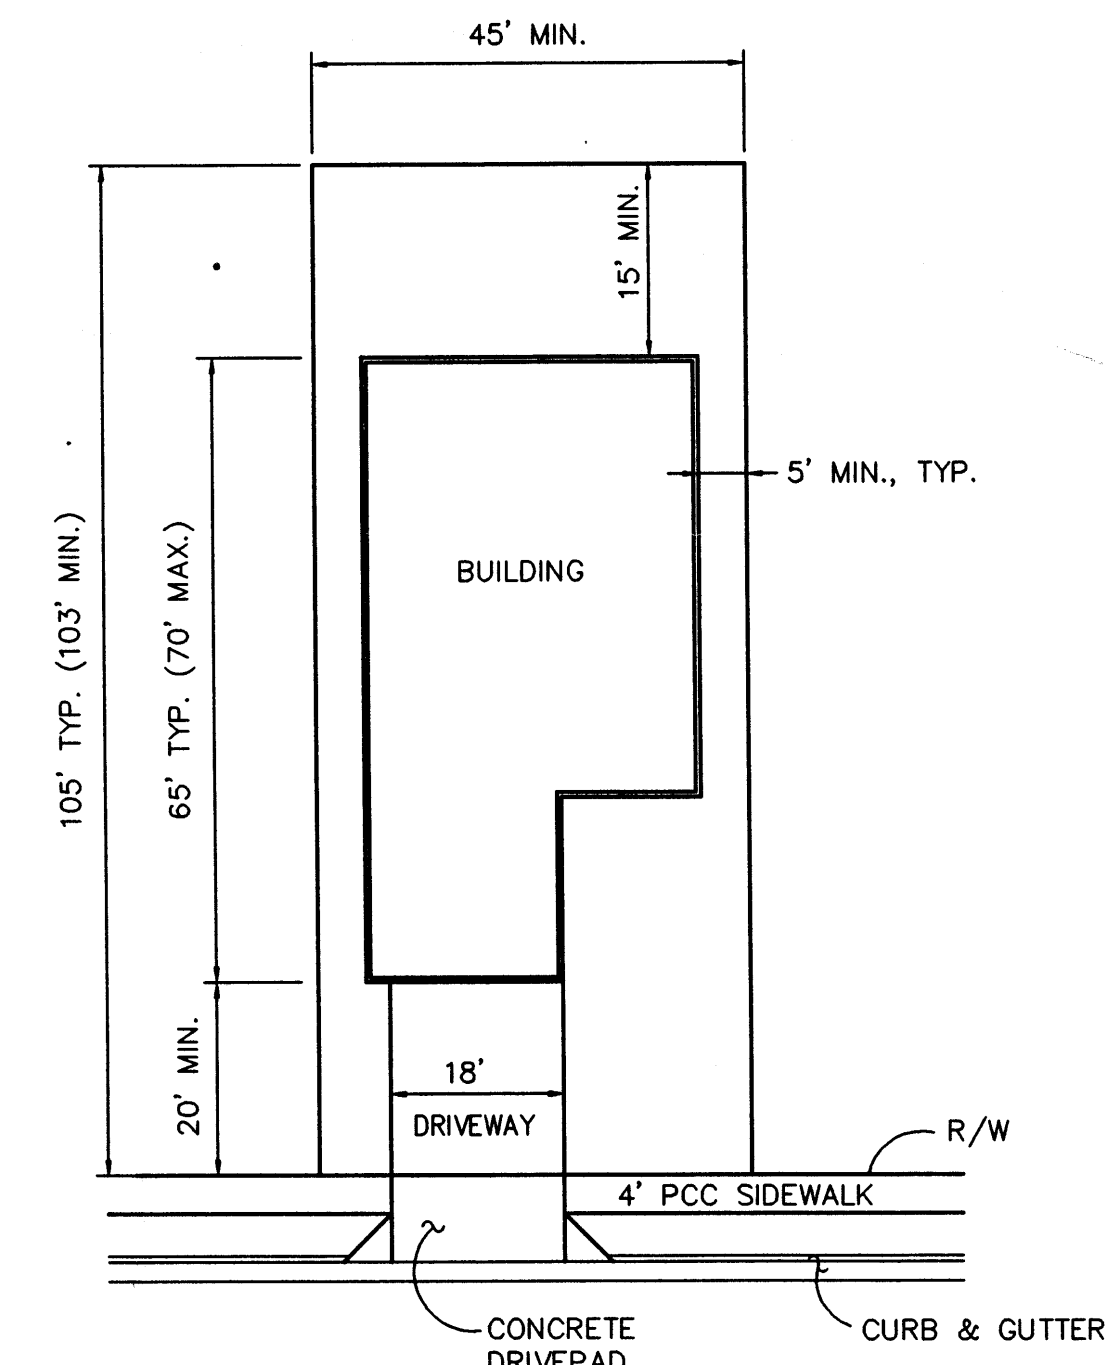 45' MIN.
15' MIN.
5' MIN., TYP.
105' TYP. (103' MIN.)
65' TYP. (70' MAX.)
BUILDING
20' MIN.
18'
DRIVEWAY
R/W
4' PCC SIDEWALK
CONCRETE
DRIVEPAD
CURB & GUTTER